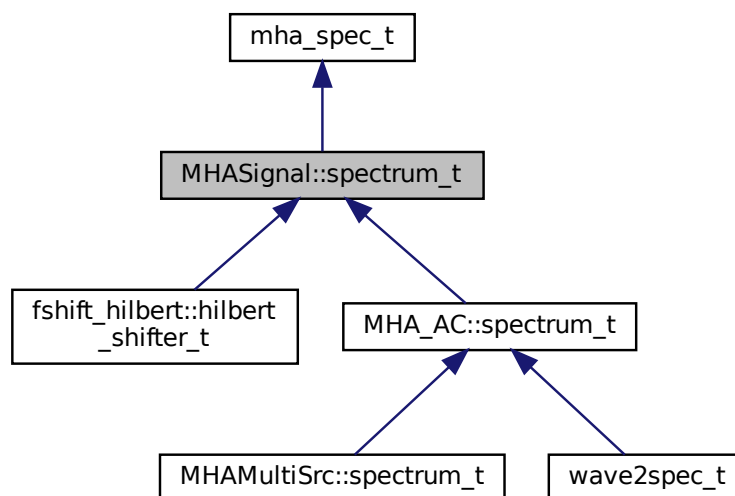 mha_spec_t
MHASignal::spectrum_t
fshift_hilbert::hilbert
_shifter_t
MHA_AC::spectrum_t
MHAMultiSrc::spectrum_t
wave2spec_t